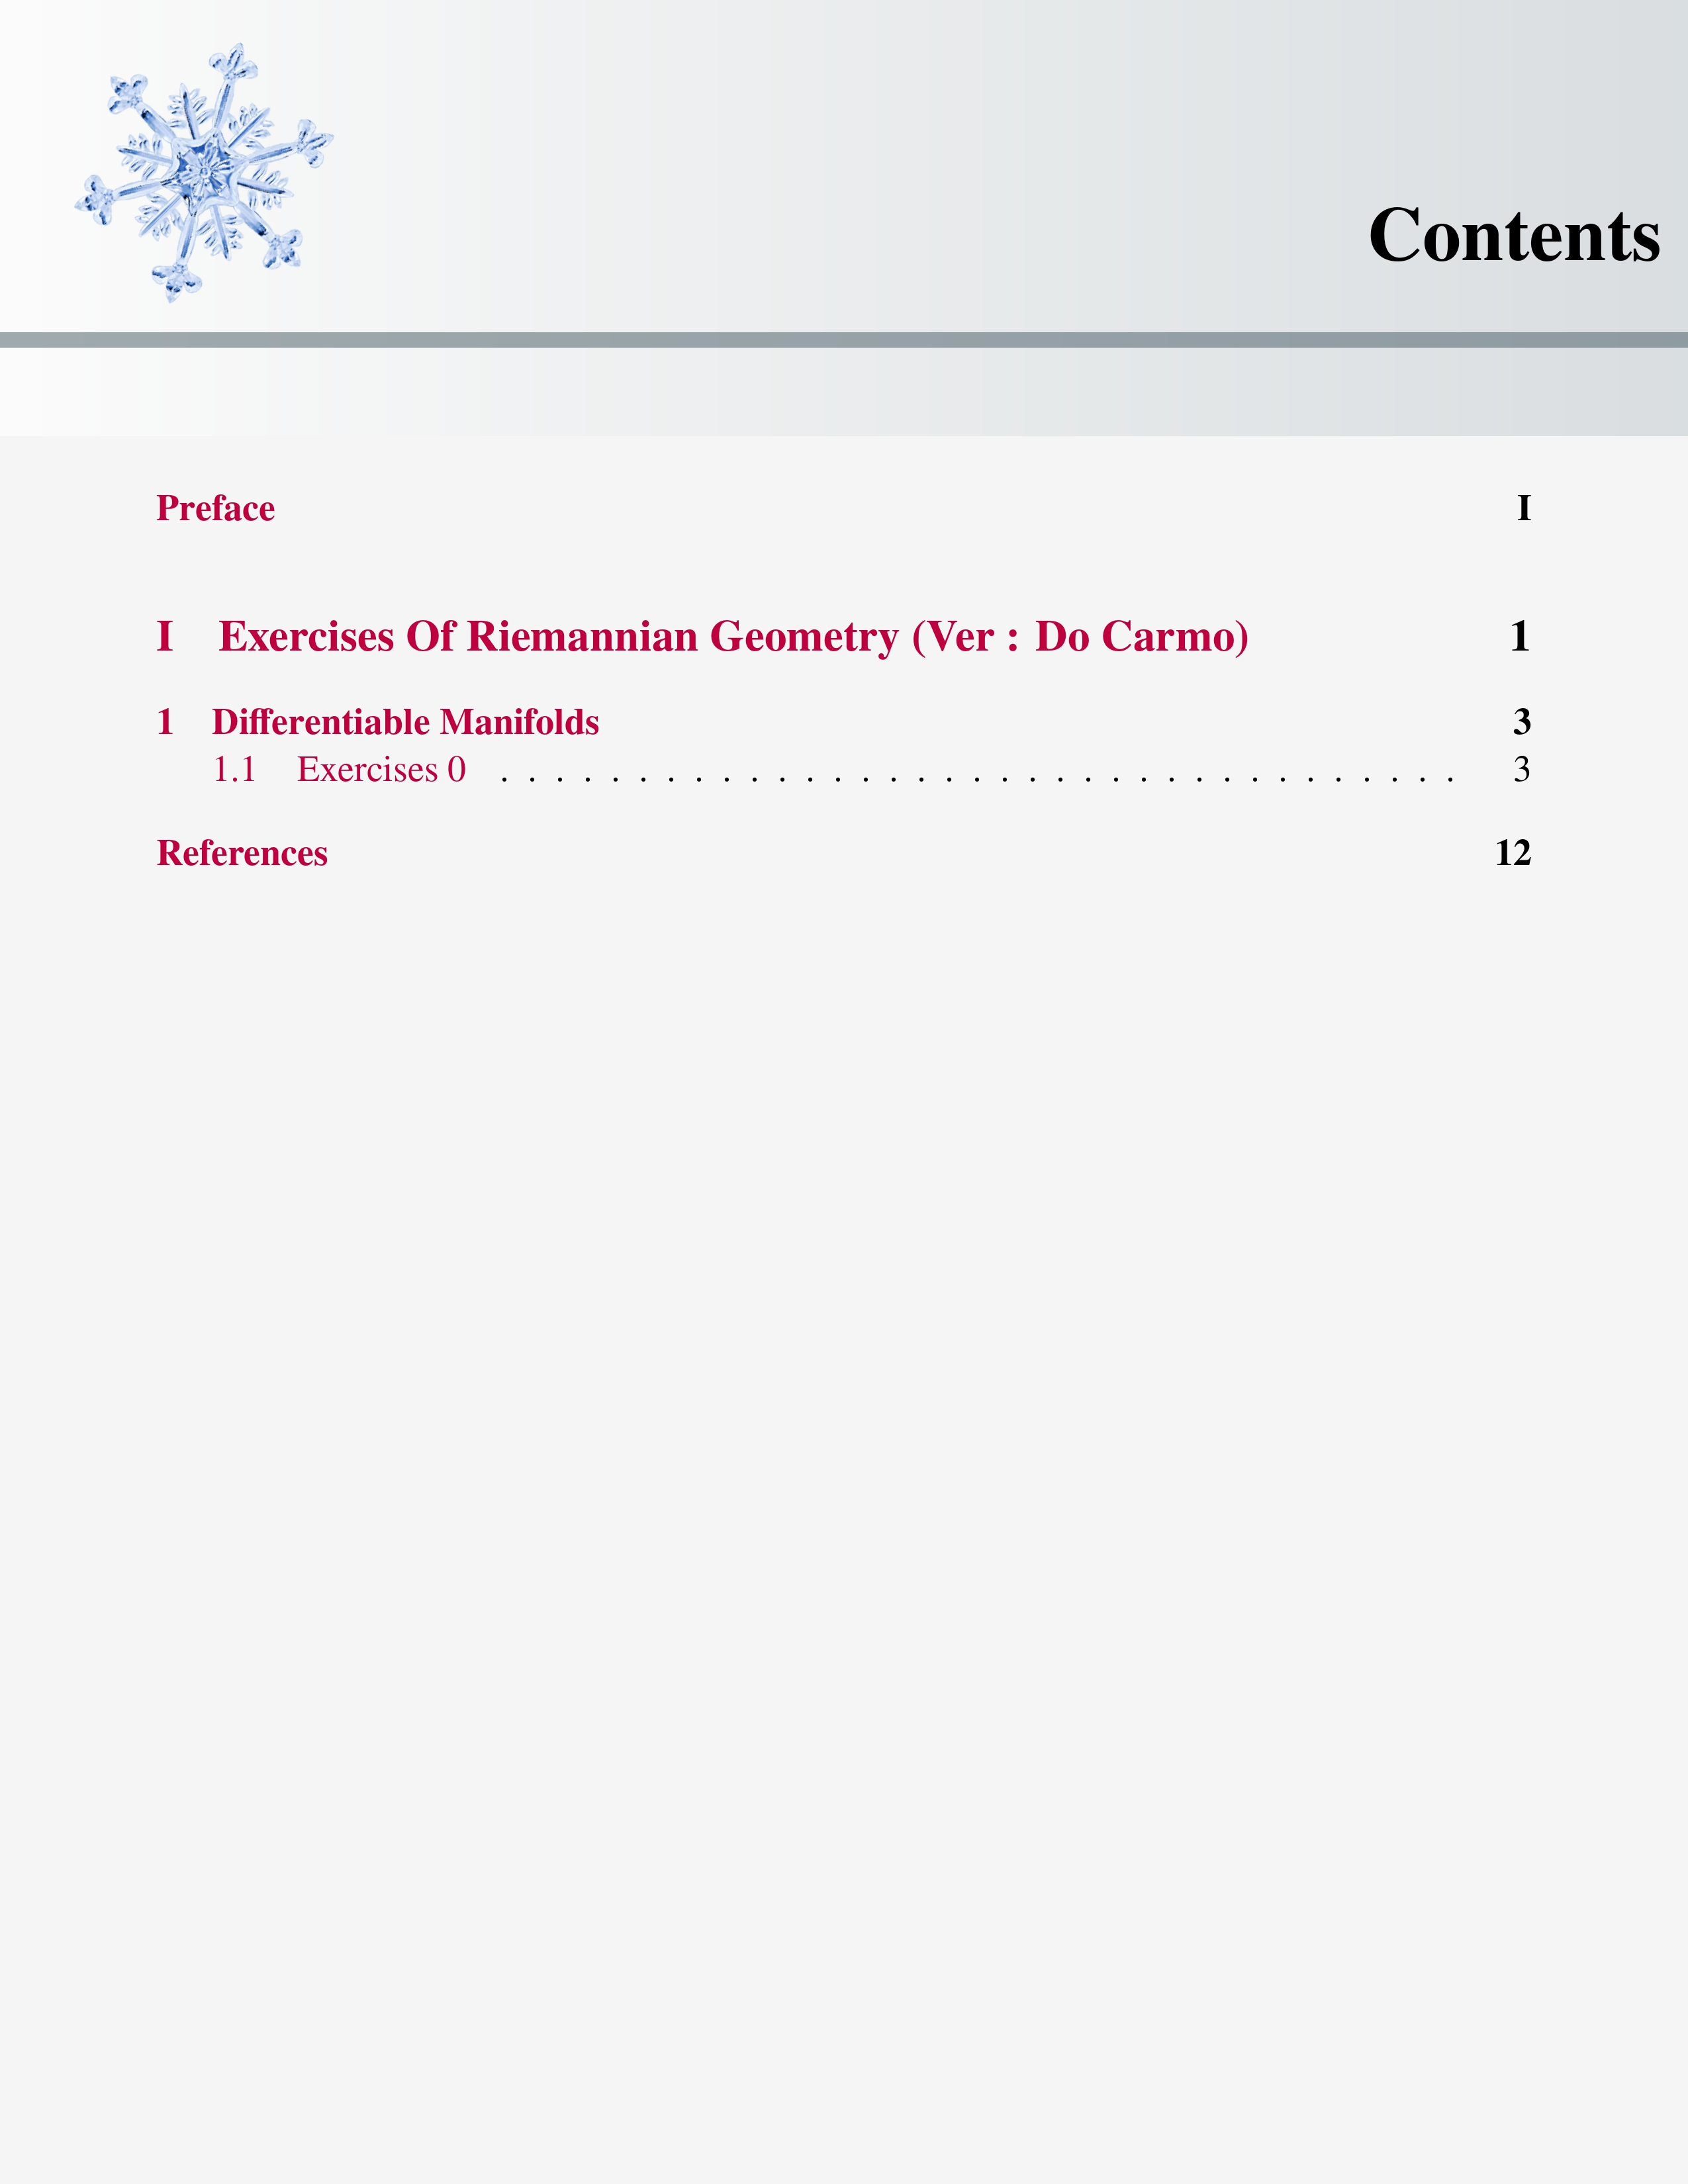 Contents
Preface I
I Exercises Of Riemannian Geometry (Ver : Do Carmo) 1
1 Differentiable Manifolds 3
1.1 Exercises 0 . . . . . . . . . . . . . . . . . . . . . . . . . . . . . . . . . . . 3
References 12